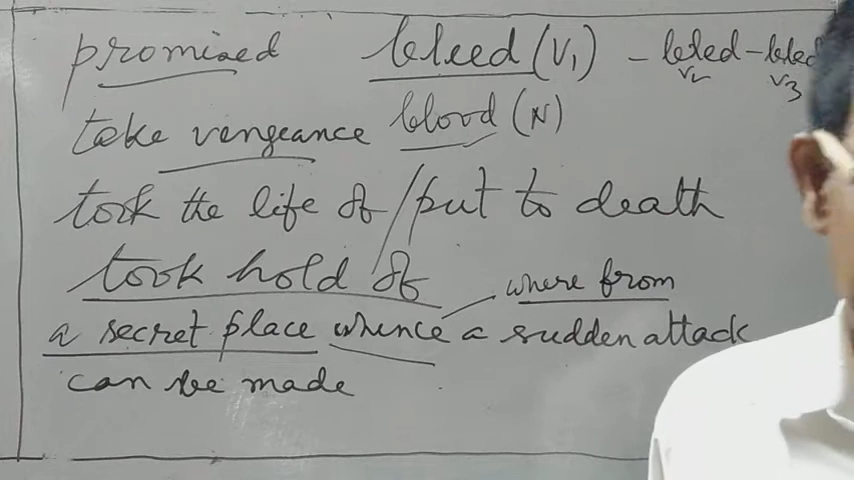 promised bleed (V1) - bled - bled
V2 V3
take vengeance blood (N)
took the life of / put to death
took hold of
where from
a secret place whence a sudden attack
can be made